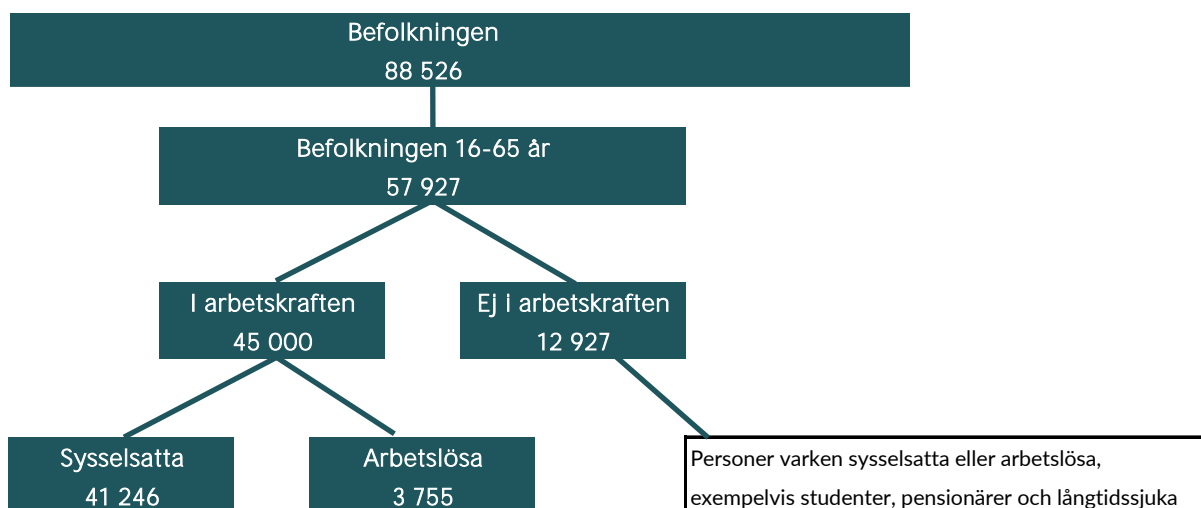 Befolkningen
88 526
Befolkningen 16-65 år
57 927
I arbetskraften
45 000
Ej i arbetskraften
12 927
Sysselsatta
41 246
Arbetslösa
3 755
Personer varken sysselsatta eller arbetslösa,
exempelvis studenter, pensionärer och långtidssjuka